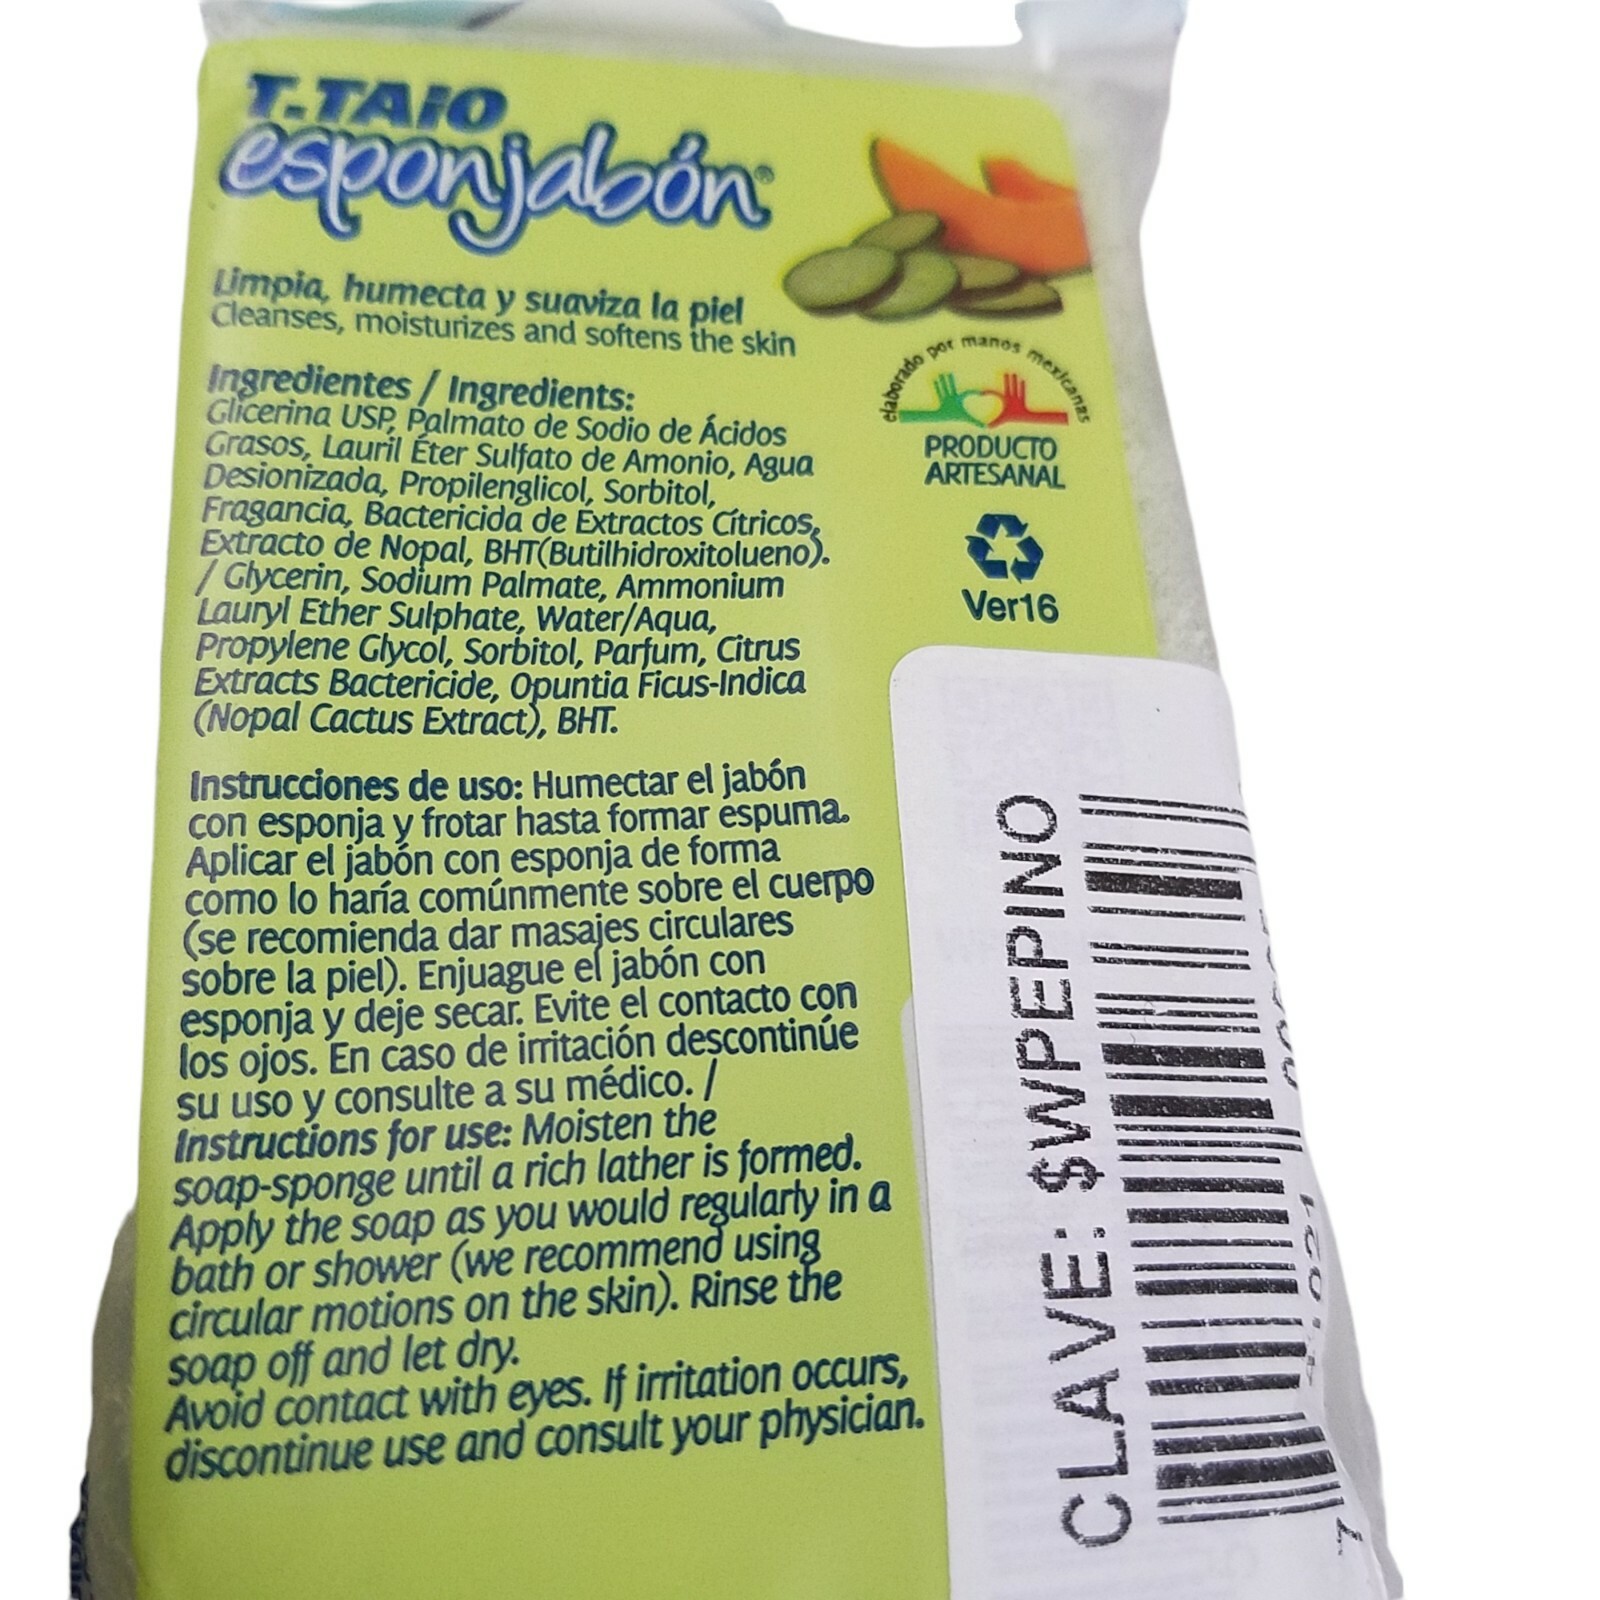 T.TAiO
esponjabón®
Limpia, humecta y suaviza la piel
Cleanses, moisturizes and softens the skin
Ingredientes / Ingredients:
Glicerina USP, Palmato de Sodio de Ácidos
Grasos, Lauril Éter Sulfato de Amonio, Agua
Desionizada, Propilenglicol, Sorbitol,
Fragancia, Bactericida de Extractos Cítricos,
Extracto de Nopal, BHT(Butilhidroxitolueno).
/ Glycerin, Sodium Palmate, Ammonium
Lauryl Ether Sulphate, Water/Aqua,
Propylene Glycol, Sorbitol, Parfum, Citrus
Extracts Bactericide, Opuntia Ficus-Indica
(Nopal Cactus Extract), BHT.
Instrucciones de uso: Humectar el jabón
con esponja y frotar hasta formar espuma.
Aplicar el jabón con esponja de forma
como lo haría comúnmente sobre el cuerpo
(se recomienda dar masajes circulares
sobre la piel). Enjuague el jabón con
esponja y deje secar. Evite el contacto con
los ojos. En caso de irritación descontinúe
su uso y consulte a su médico. /
Instructions for use: Moisten the
soap-sponge until a rich lather is formed.
Apply the soap as you would regularly in a
bath or shower (we recommend using
circular motions on the skin). Rinse the
soap off and let dry.
Avoid contact with eyes. If irritation occurs,
discontinue use and consult your physician.
elaborado por manos mexicanas
PRODUCTO
ARTESANAL
Ver16
CLAVE: $WPEPINO
7